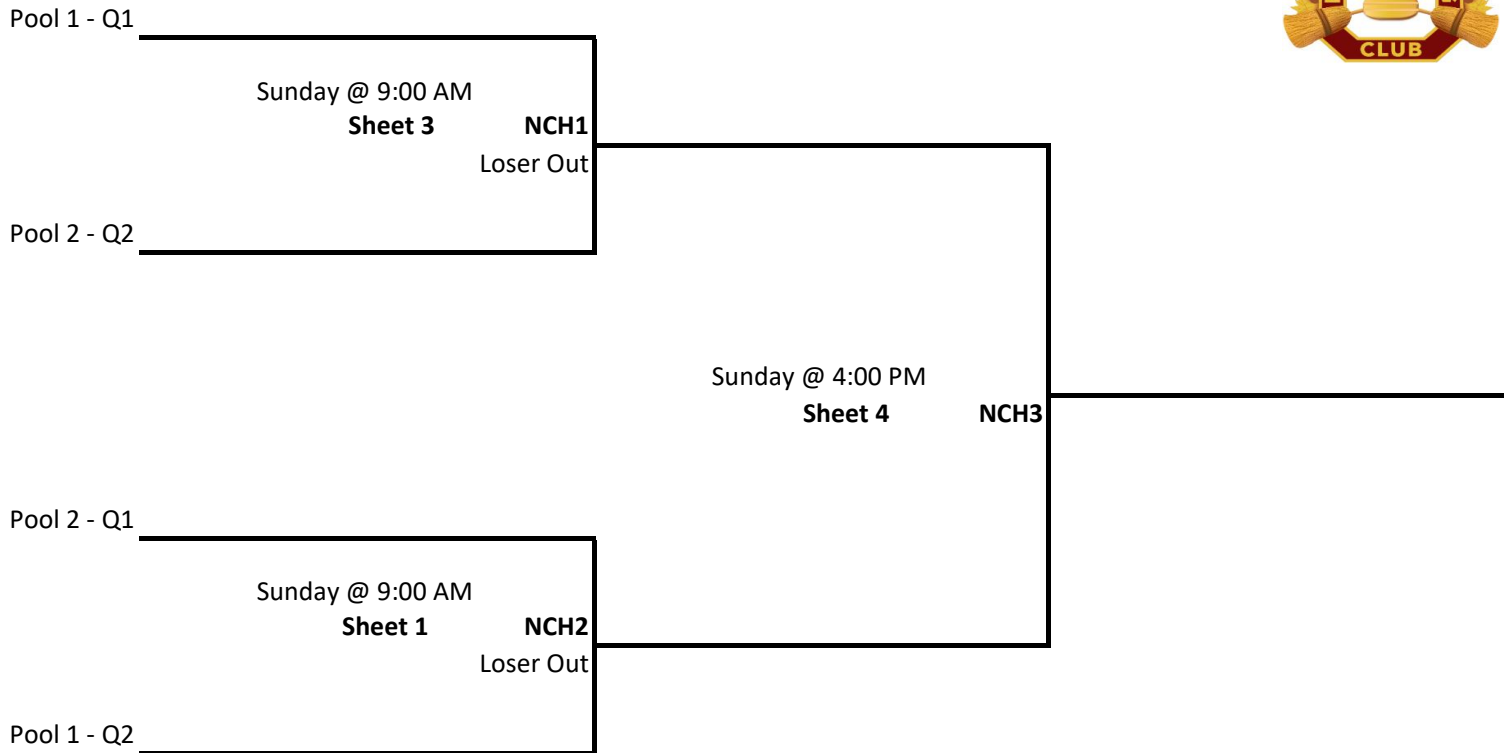 Pool 1 - Q1
CLUB
Sunday @ 9:00 AM
Sheet 3 NCH1
Loser Out
Pool 2 - Q2
Sunday @ 4:00 PM
Sheet 4 NCH3
Pool 2 - Q1
Sunday @ 9:00 AM
Sheet 1 NCH2
Loser Out
Pool 1 - Q2